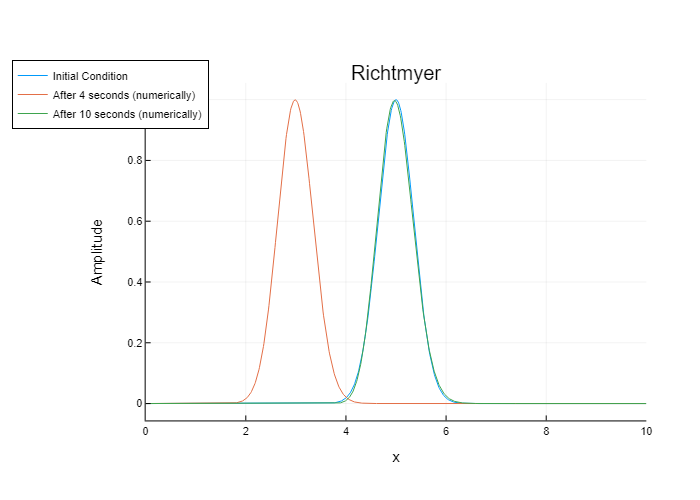 Richtmyer
Initial Condition
After 4 seconds (numerically)
After 10 seconds (numerically)
0.8
0.6
0.4
0.2
0
Amplitude
0 2 4 6 8 10
x